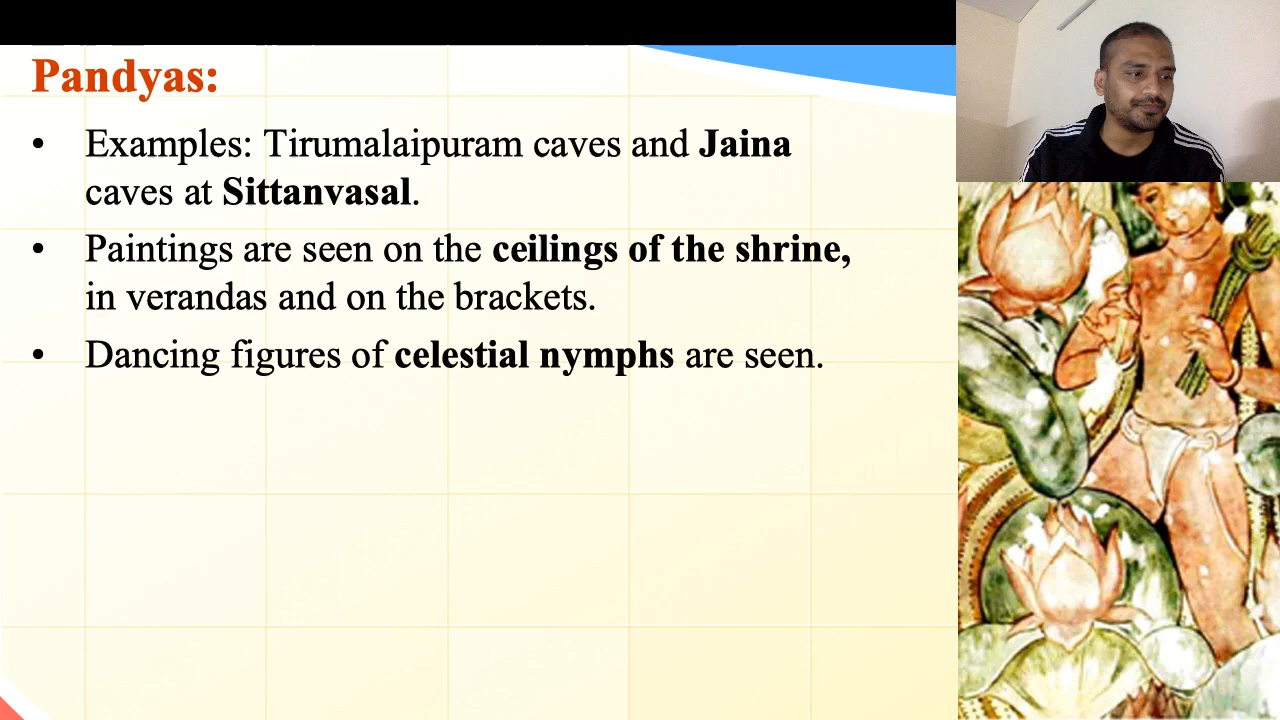 Pandyas:
• Examples: Tirumalaipuram caves and Jaina
caves at Sittanvasal.
• Paintings are seen on the ceilings of the shrine,
in verandas and on the brackets.
• Dancing figures of celestial nymphs are seen.